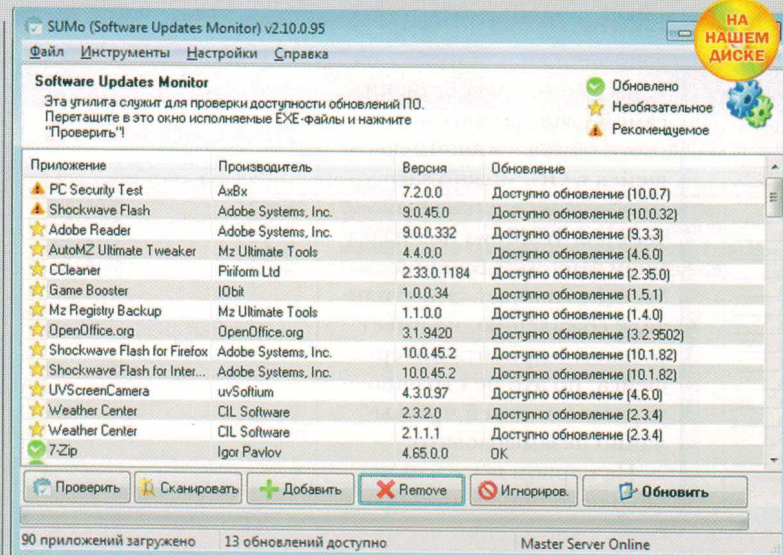 SUMo (Software Updates Monitor) v2.10.0.95
НА
НАШЕМ
ДИСКЕ
Файл Инструменты Настройки Справка
Software Updates Monitor
Эта утилита служит для проверки доступности обновлений ПО.
Перетащите в это окно исполняемые EXE-файлы и нажмите
"Проверить"!
Обновлено
Необязательное
Рекомендуемое
Приложение Производитель Версия Обновление
PC Security Test AxBx 7.2.0.0 Доступно обновление (10.0.7)
Shockwave Flash Adobe Systems, Inc. 9.0.45.0 Доступно обновление (10.0.32)
Adobe Reader Adobe Systems, Inc. 9.0.0.332 Доступно обновление (9.3.3)
AutoMZ Ultimate Tweaker Mz Ultimate Tools 4.4.0.0 Доступно обновление (4.6.0)
CCleaner Piriform Ltd 2.33.0.1184 Доступно обновление (2.35.0)
Game Booster IObit 1.0.0.34 Доступно обновление (1.5.1)
Mz Registry Backup Mz Ultimate Tools 1.1.0.0 Доступно обновление (1.4.0)
OpenOffice.org OpenOffice.org 3.1.9420 Доступно обновление (3.2.9502)
Shockwave Flash for Firefox Adobe Systems, Inc. 10.0.45.2 Доступно обновление (10.1.82)
Shockwave Flash for Inter... Adobe Systems, Inc. 10.0.45.2 Доступно обновление (10.1.82)
UVScreenCamera uvSoftium 4.3.0.97 Доступно обновление (4.6.0)
Weather Center CIL Software 2.3.2.0 Доступно обновление (2.3.4)
Weather Center CIL Software 2.1.1.1 Доступно обновление (2.3.4)
7-Zip Igor Pavlov 4.65.0.0 OK
Проверить Сканировать Добавить Remove Игнориров. Обновить
90 приложений загружено 13 обновлений доступно Master Server Online